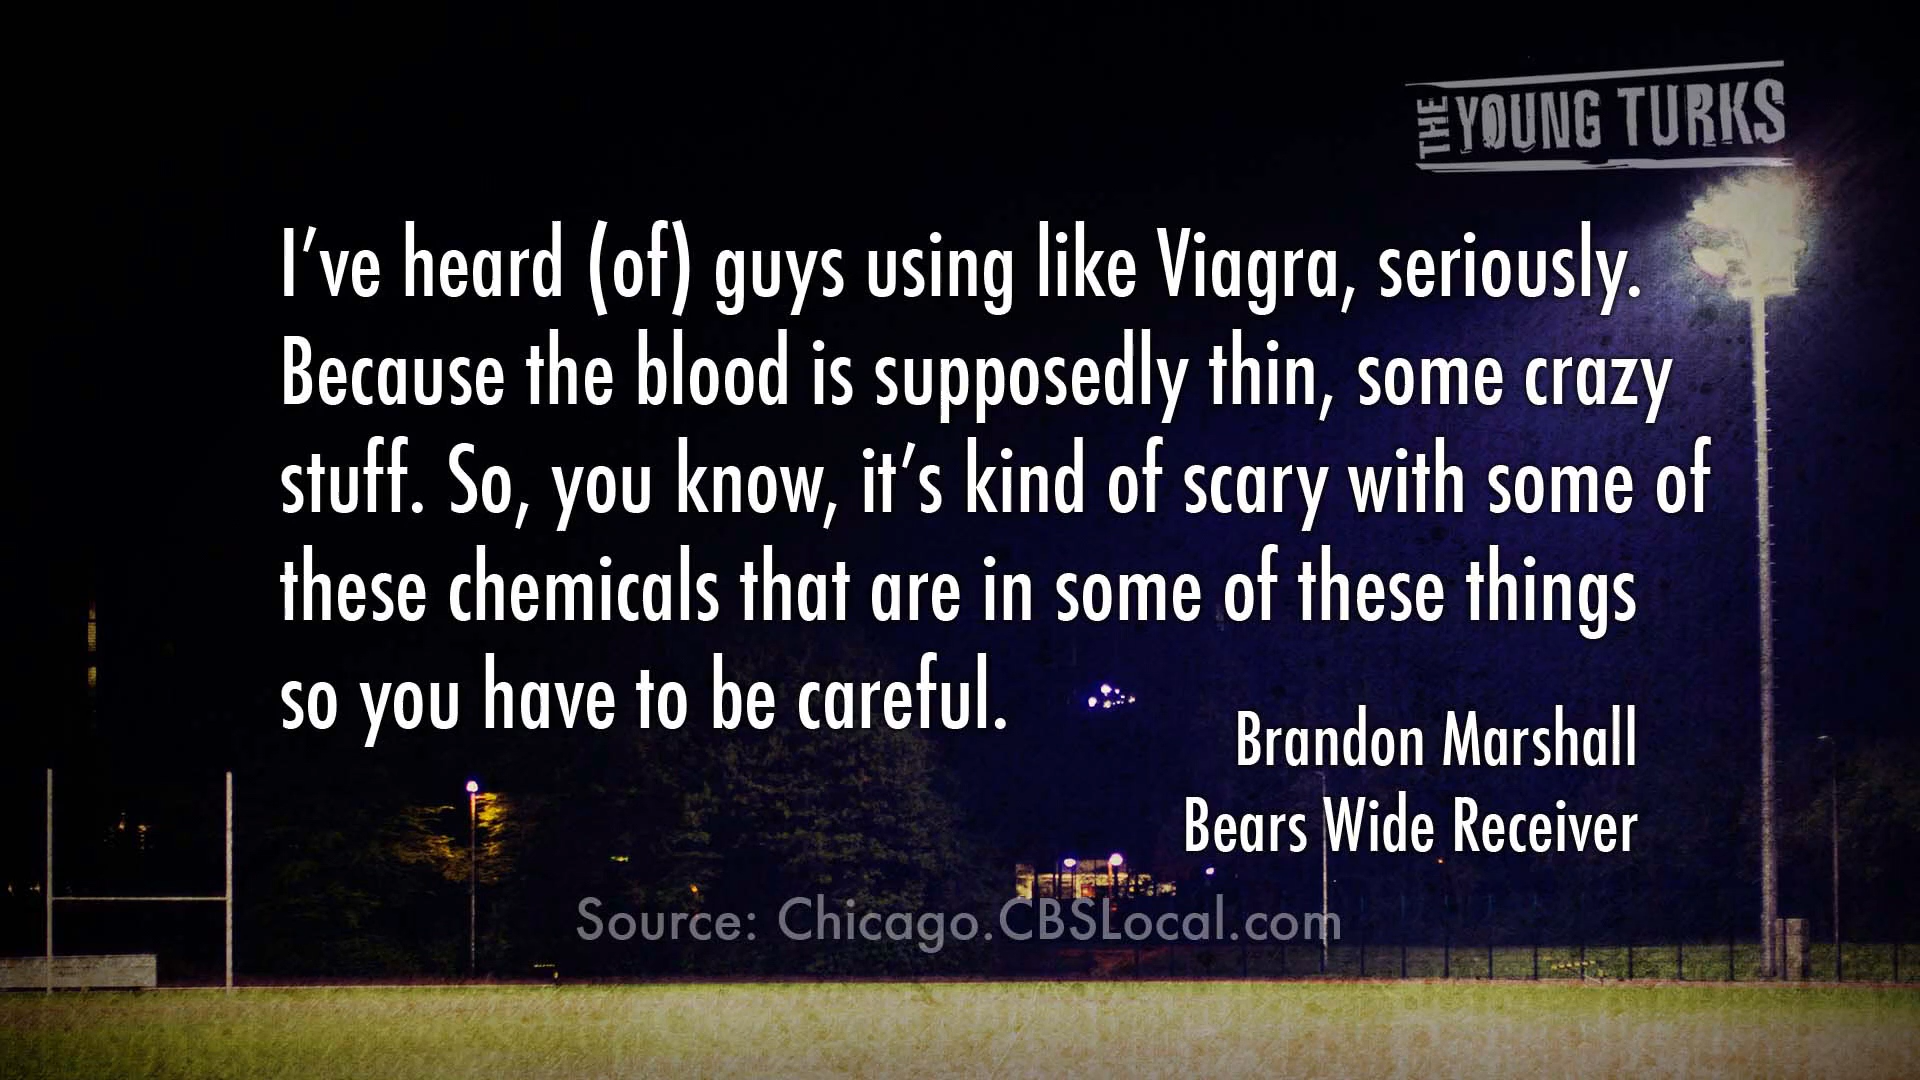 THE YOUNG TURKS
I’ve heard (of) guys using like Viagra, seriously.
Because the blood is supposedly thin, some crazy
stuff. So, you know, it’s kind of scary with some of
these chemicals that are in some of these things
so you have to be careful.
Brandon Marshall
Bears Wide Receiver
Source: Chicago.CBSLocal.com